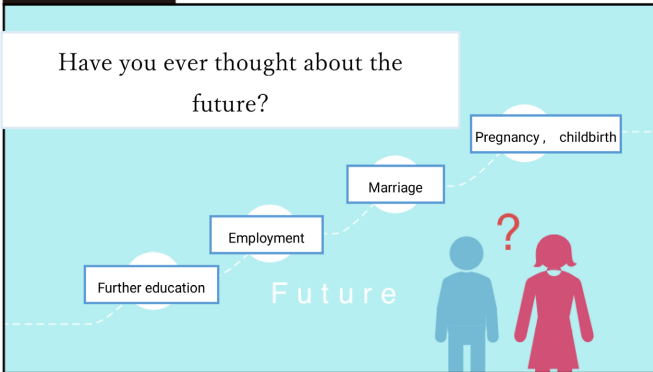 Have you ever thought about the
future?
Pregnancy, childbirth
Marriage
Employment
Further education
Future
?